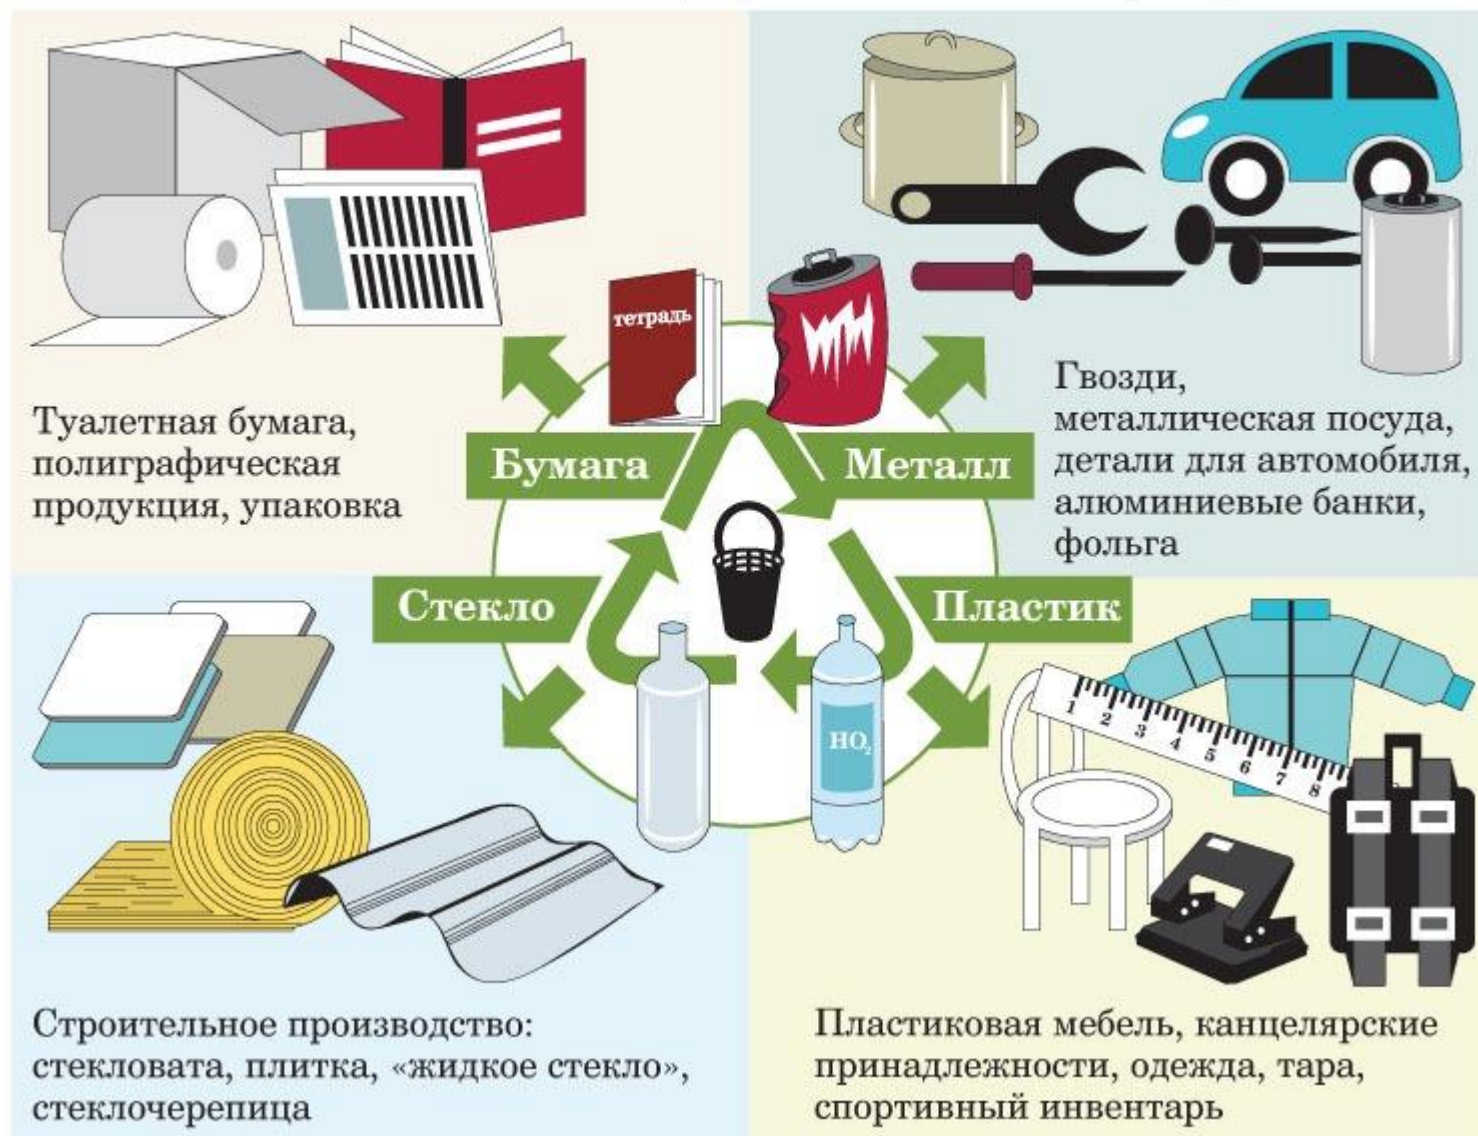 тетрадь
Туалетная бумага,
полиграфическая
продукция, упаковка
Гвозди,
металлическая посуда,
детали для автомобиля,
алюминиевые банки,
фольга
Бумага
Металл
Стекло
Пластик
HO2
1 2 3 4 5 6 7 8
Строительное производство:
стекловата, плитка, «жидкое стекло»,
стеклочерепица
Пластиковая мебель, канцелярские
принадлежности, одежда, тара,
спортивный инвентарь